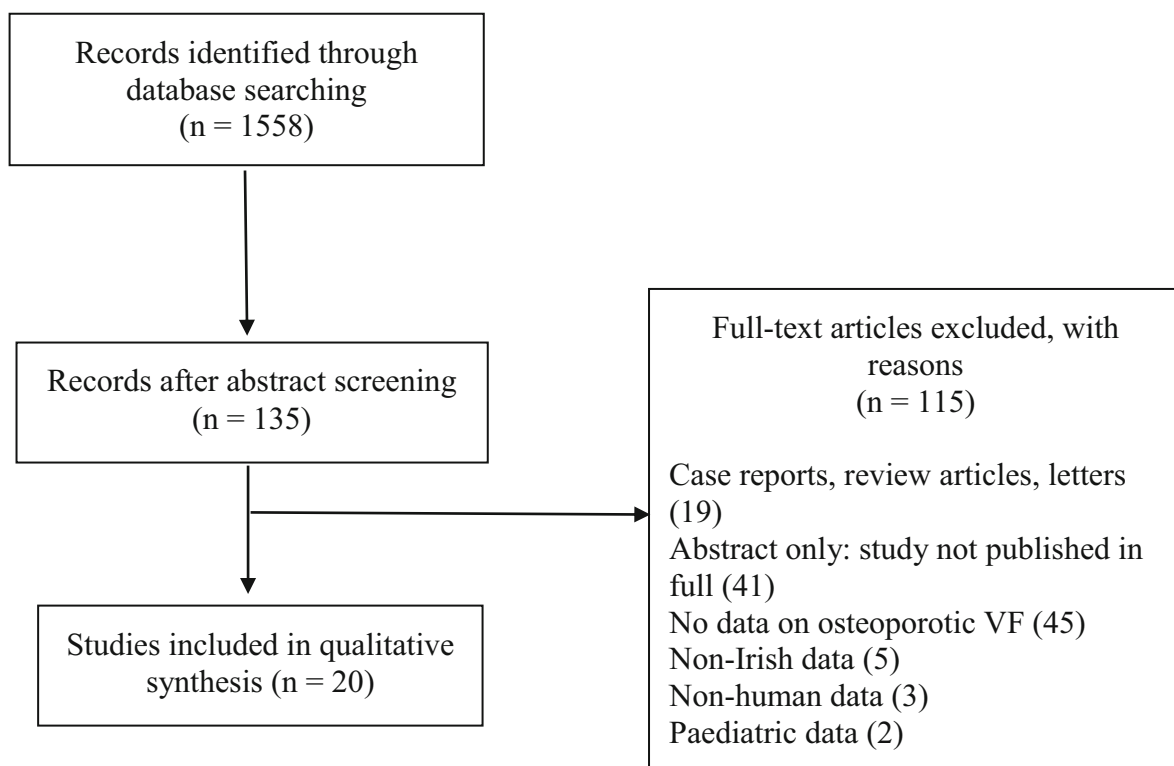 Records identified through
database searching
(n = 1558)
Records after abstract screening
(n = 135)
Studies included in qualitative
synthesis (n = 20)
Full-text articles excluded, with
reasons
(n = 115)
Case reports, review articles, letters
(19)
Abstract only: study not published in
full (41)
No data on osteoporotic VF (45)
Non-Irish data (5)
Non-human data (3)
Paediatric data (2)